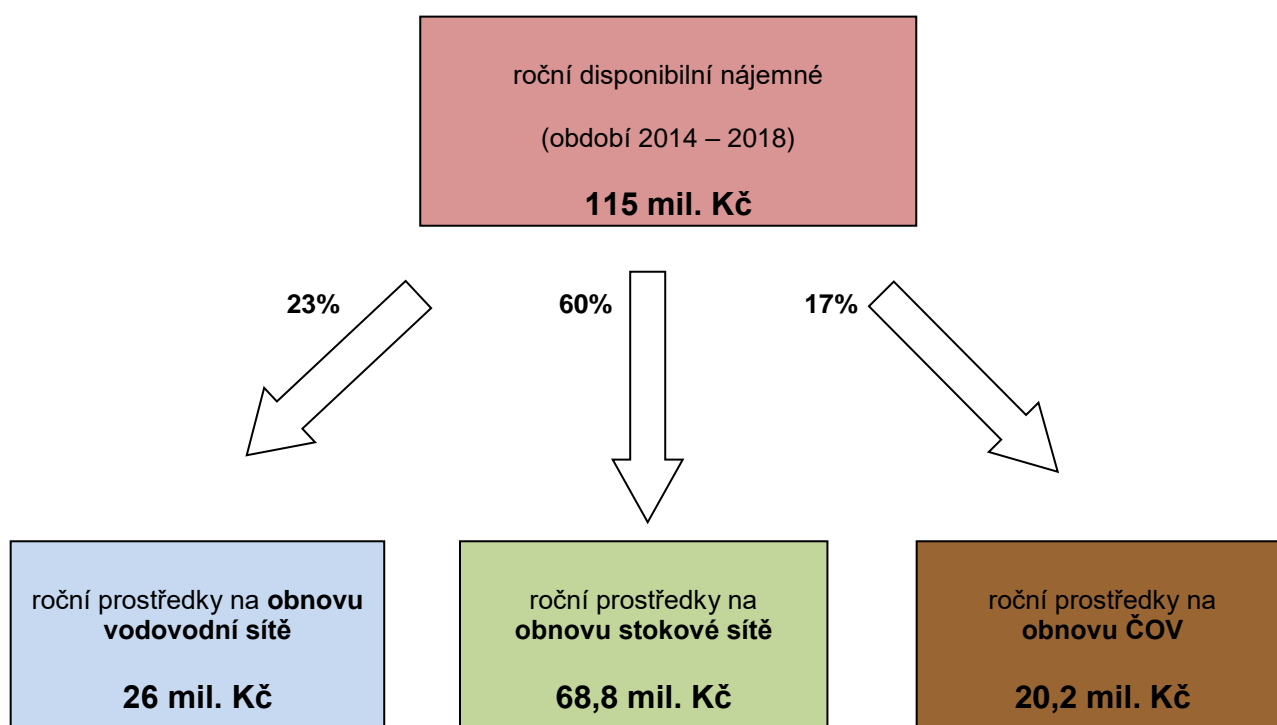 roční disponibilní nájemné
(období 2014 – 2018)
115 mil. Kč
23%
60%
17%
roční prostředky na obnovu
vodovodní sítě
26 mil. Kč
roční prostředky na
obnovu stokové sítě
68,8 mil. Kč
roční prostředky na
obnovu ČOV
20,2 mil. Kč